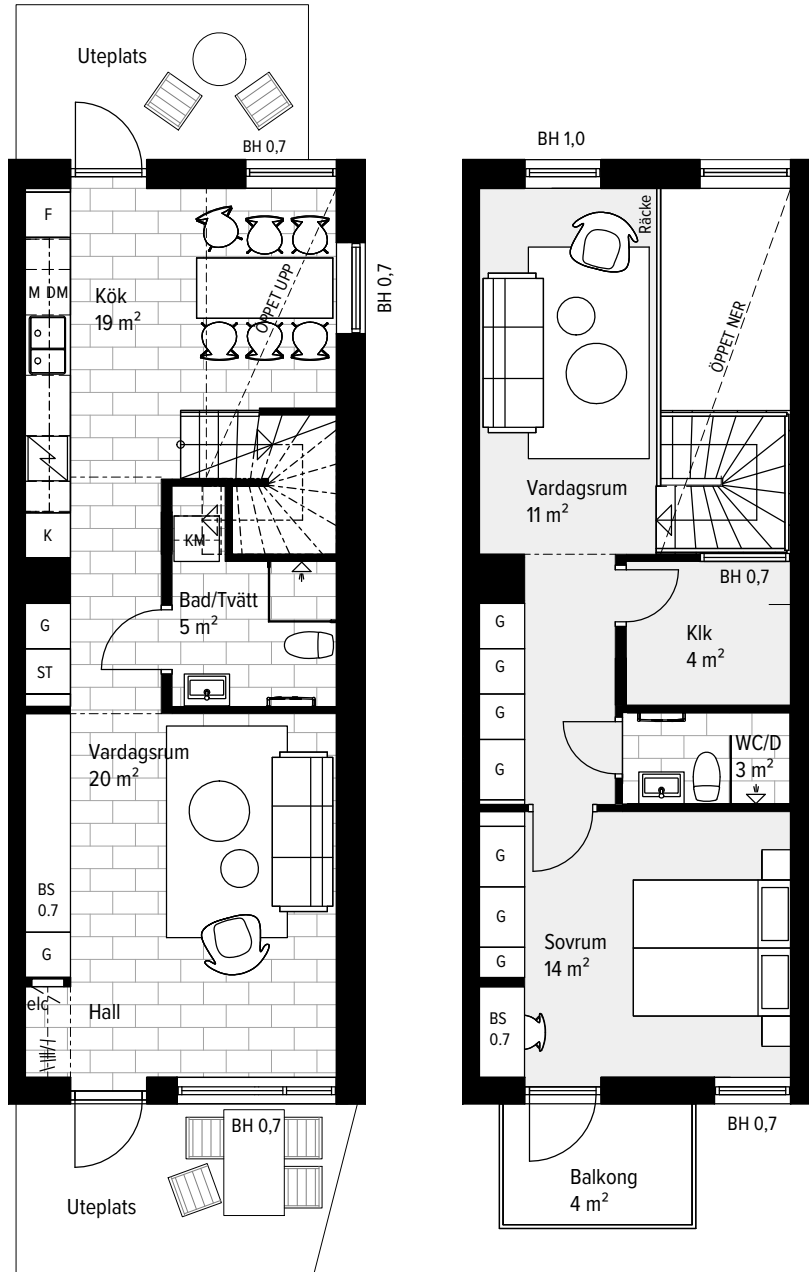 Uteplats
BH 0,7
F
M DM
Kök
19 m²
ÖPPET UPP
BH 0,7
K
KM
Bad/Tvätt
5 m²
G
ST
Vardagsrum
20 m²
BS
0.7
G
elc
Hall
BH 0,7
Uteplats
BH 1,0
Räcke
ÖPPET NER
Vardagsrum
11 m²
BH 0,7
Klk
4 m²
G
G
G
G
WC/D
3 m²
G
G
G
Sovrum
14 m²
BS
0.7
BH 0,7
Balkong
4 m²